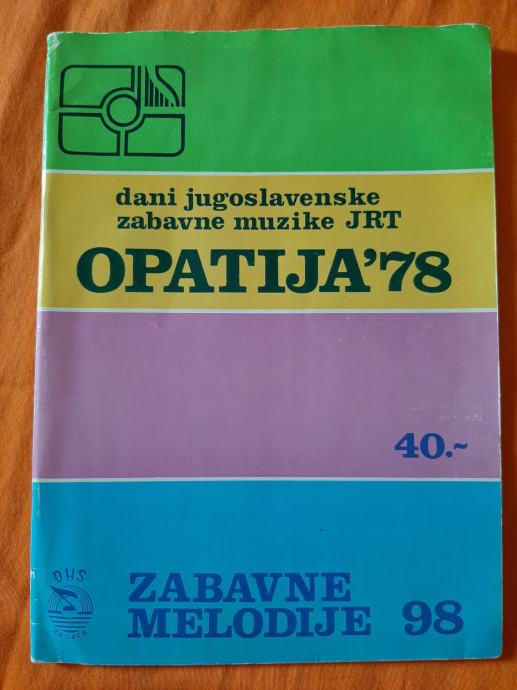 dani jugoslavenske
zabavne muzike JRT
OPATIJA'78
40.~
DHS
ZAGREB
ZABAVNE
MELODIJE 98